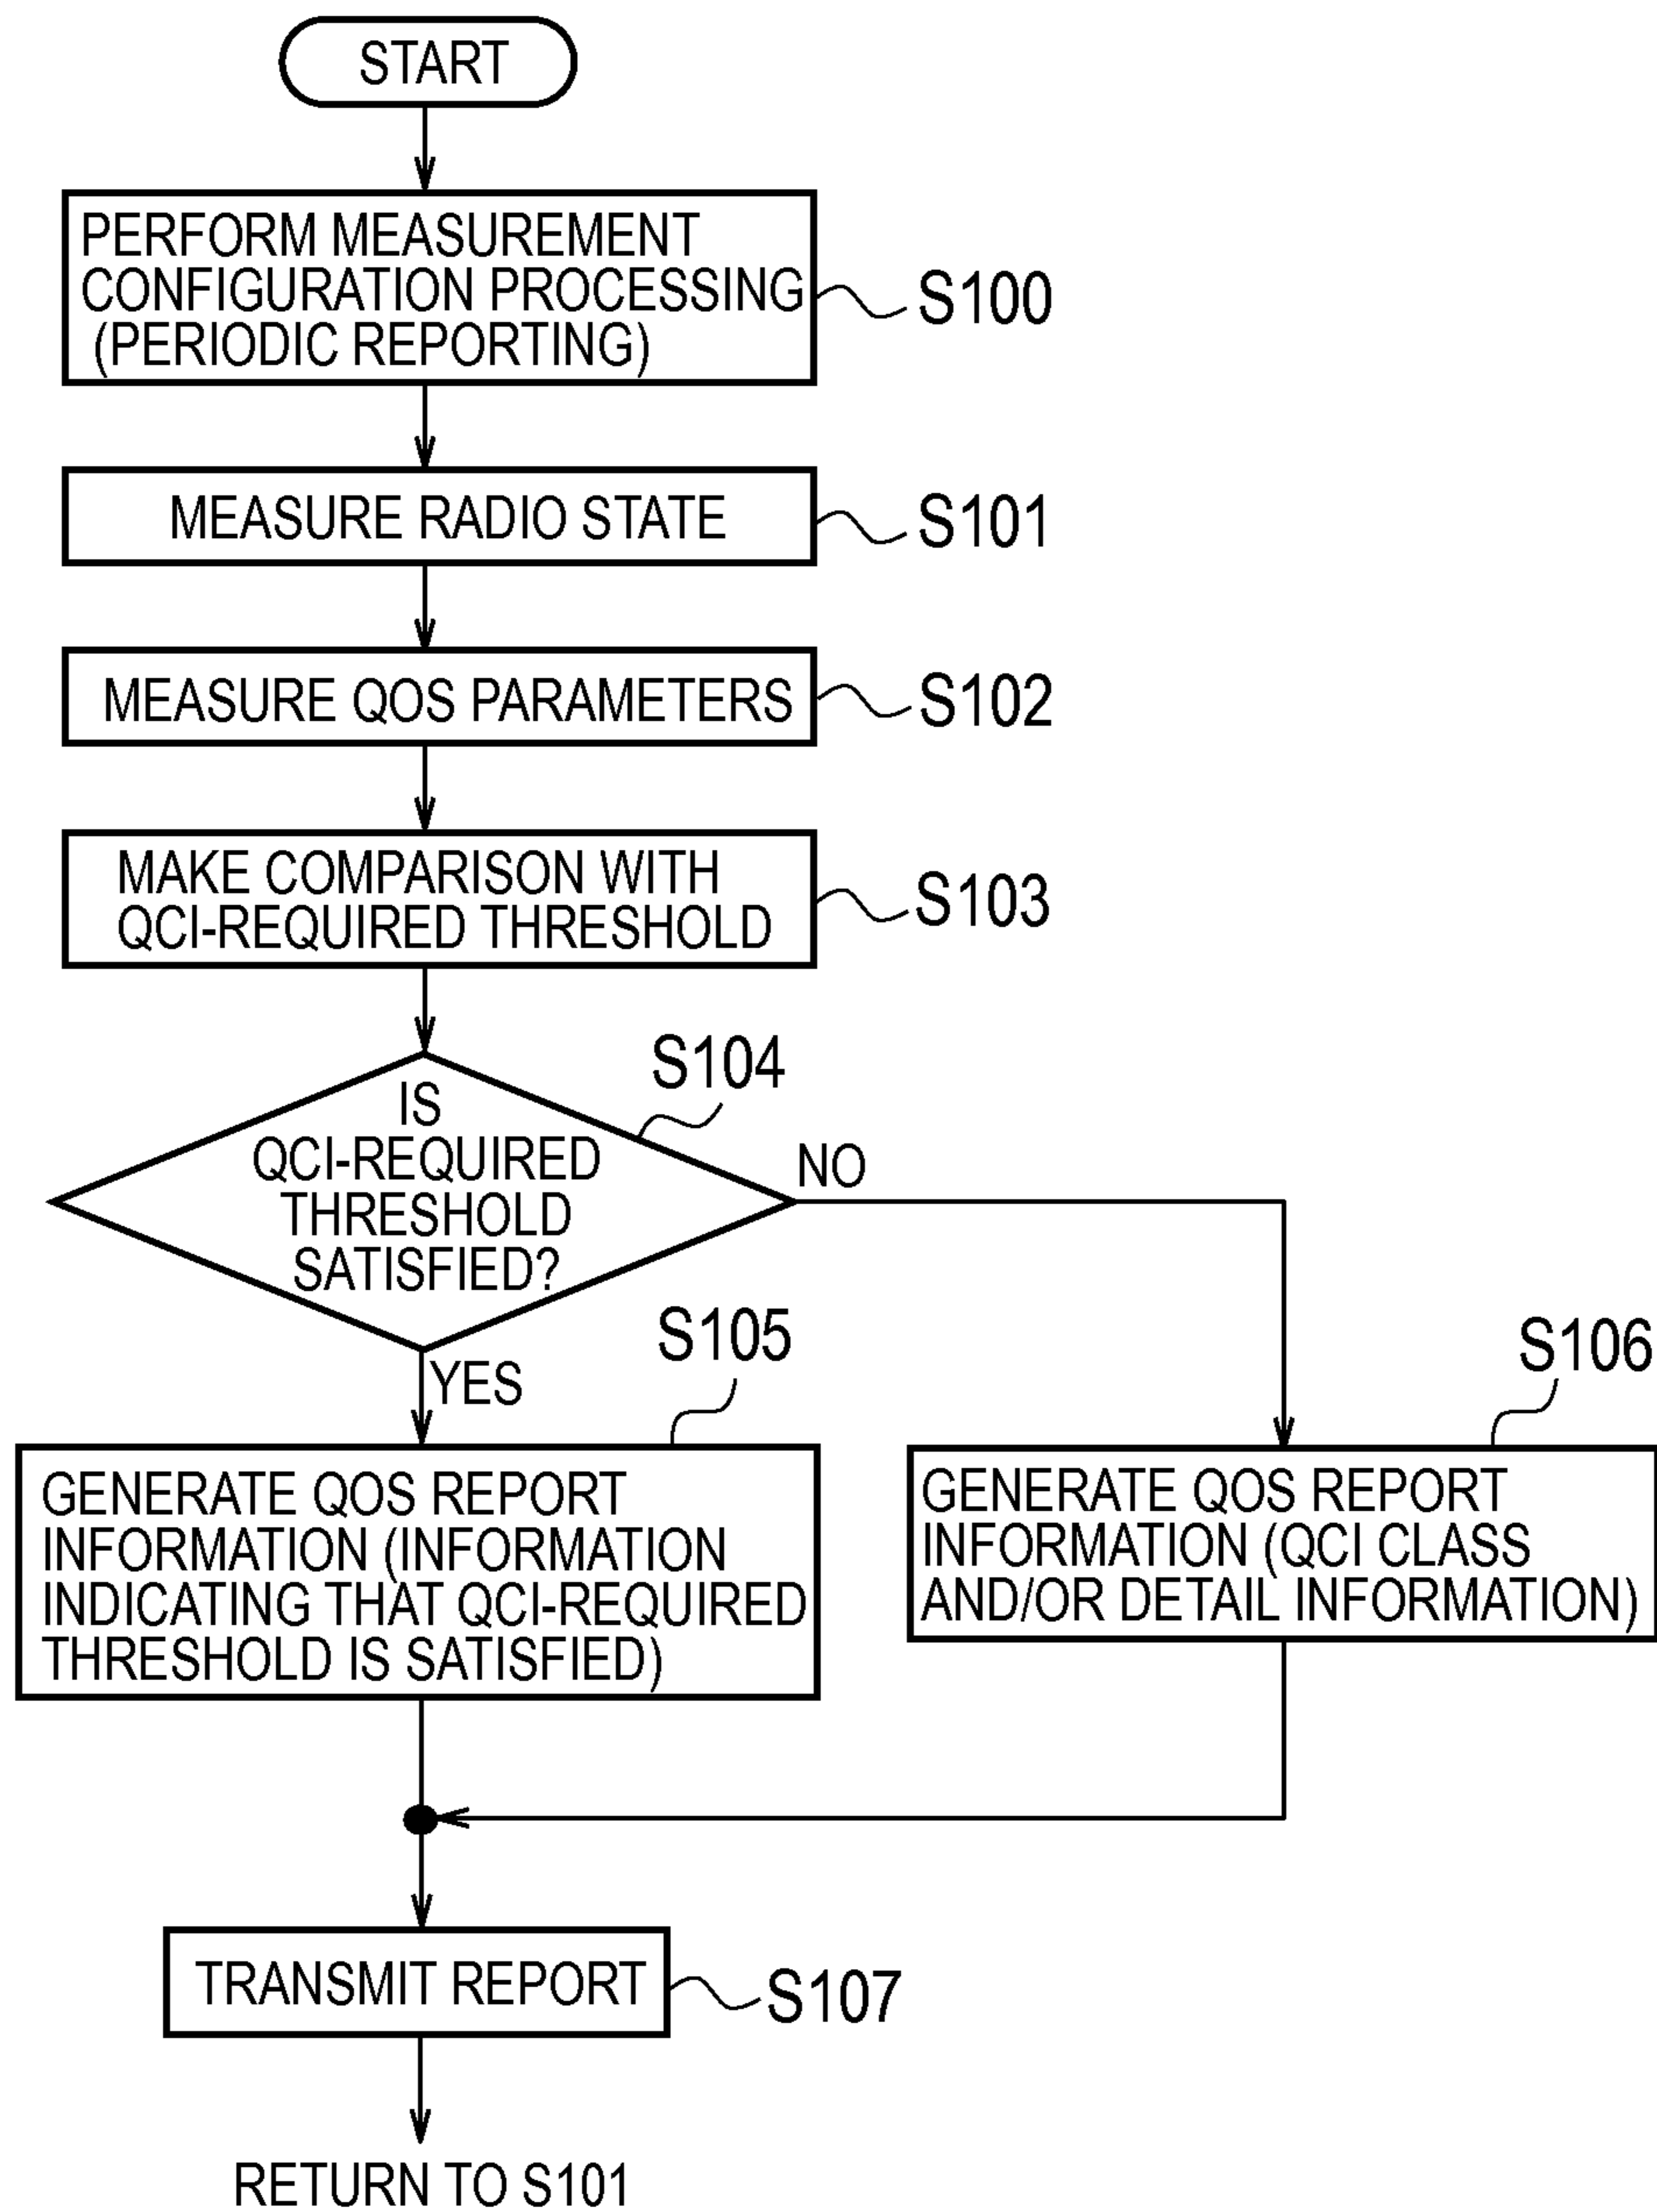 START
PERFORM MEASUREMENT
CONFIGURATION PROCESSING
(PERIODIC REPORTING)
S100
MEASURE RADIO STATE
S101
MEASURE QOS PARAMETERS
S102
MAKE COMPARISON WITH
QCI-REQUIRED THRESHOLD
S103
S104
IS
QCI-REQUIRED
THRESHOLD
SATISFIED?
NO
YES
S105
S106
GENERATE QOS REPORT
INFORMATION (INFORMATION
INDICATING THAT QCI-REQUIRED
THRESHOLD IS SATISFIED)
GENERATE QOS REPORT
INFORMATION (QCI CLASS
AND/OR DETAIL INFORMATION)
TRANSMIT REPORT
S107
RETURN TO S101